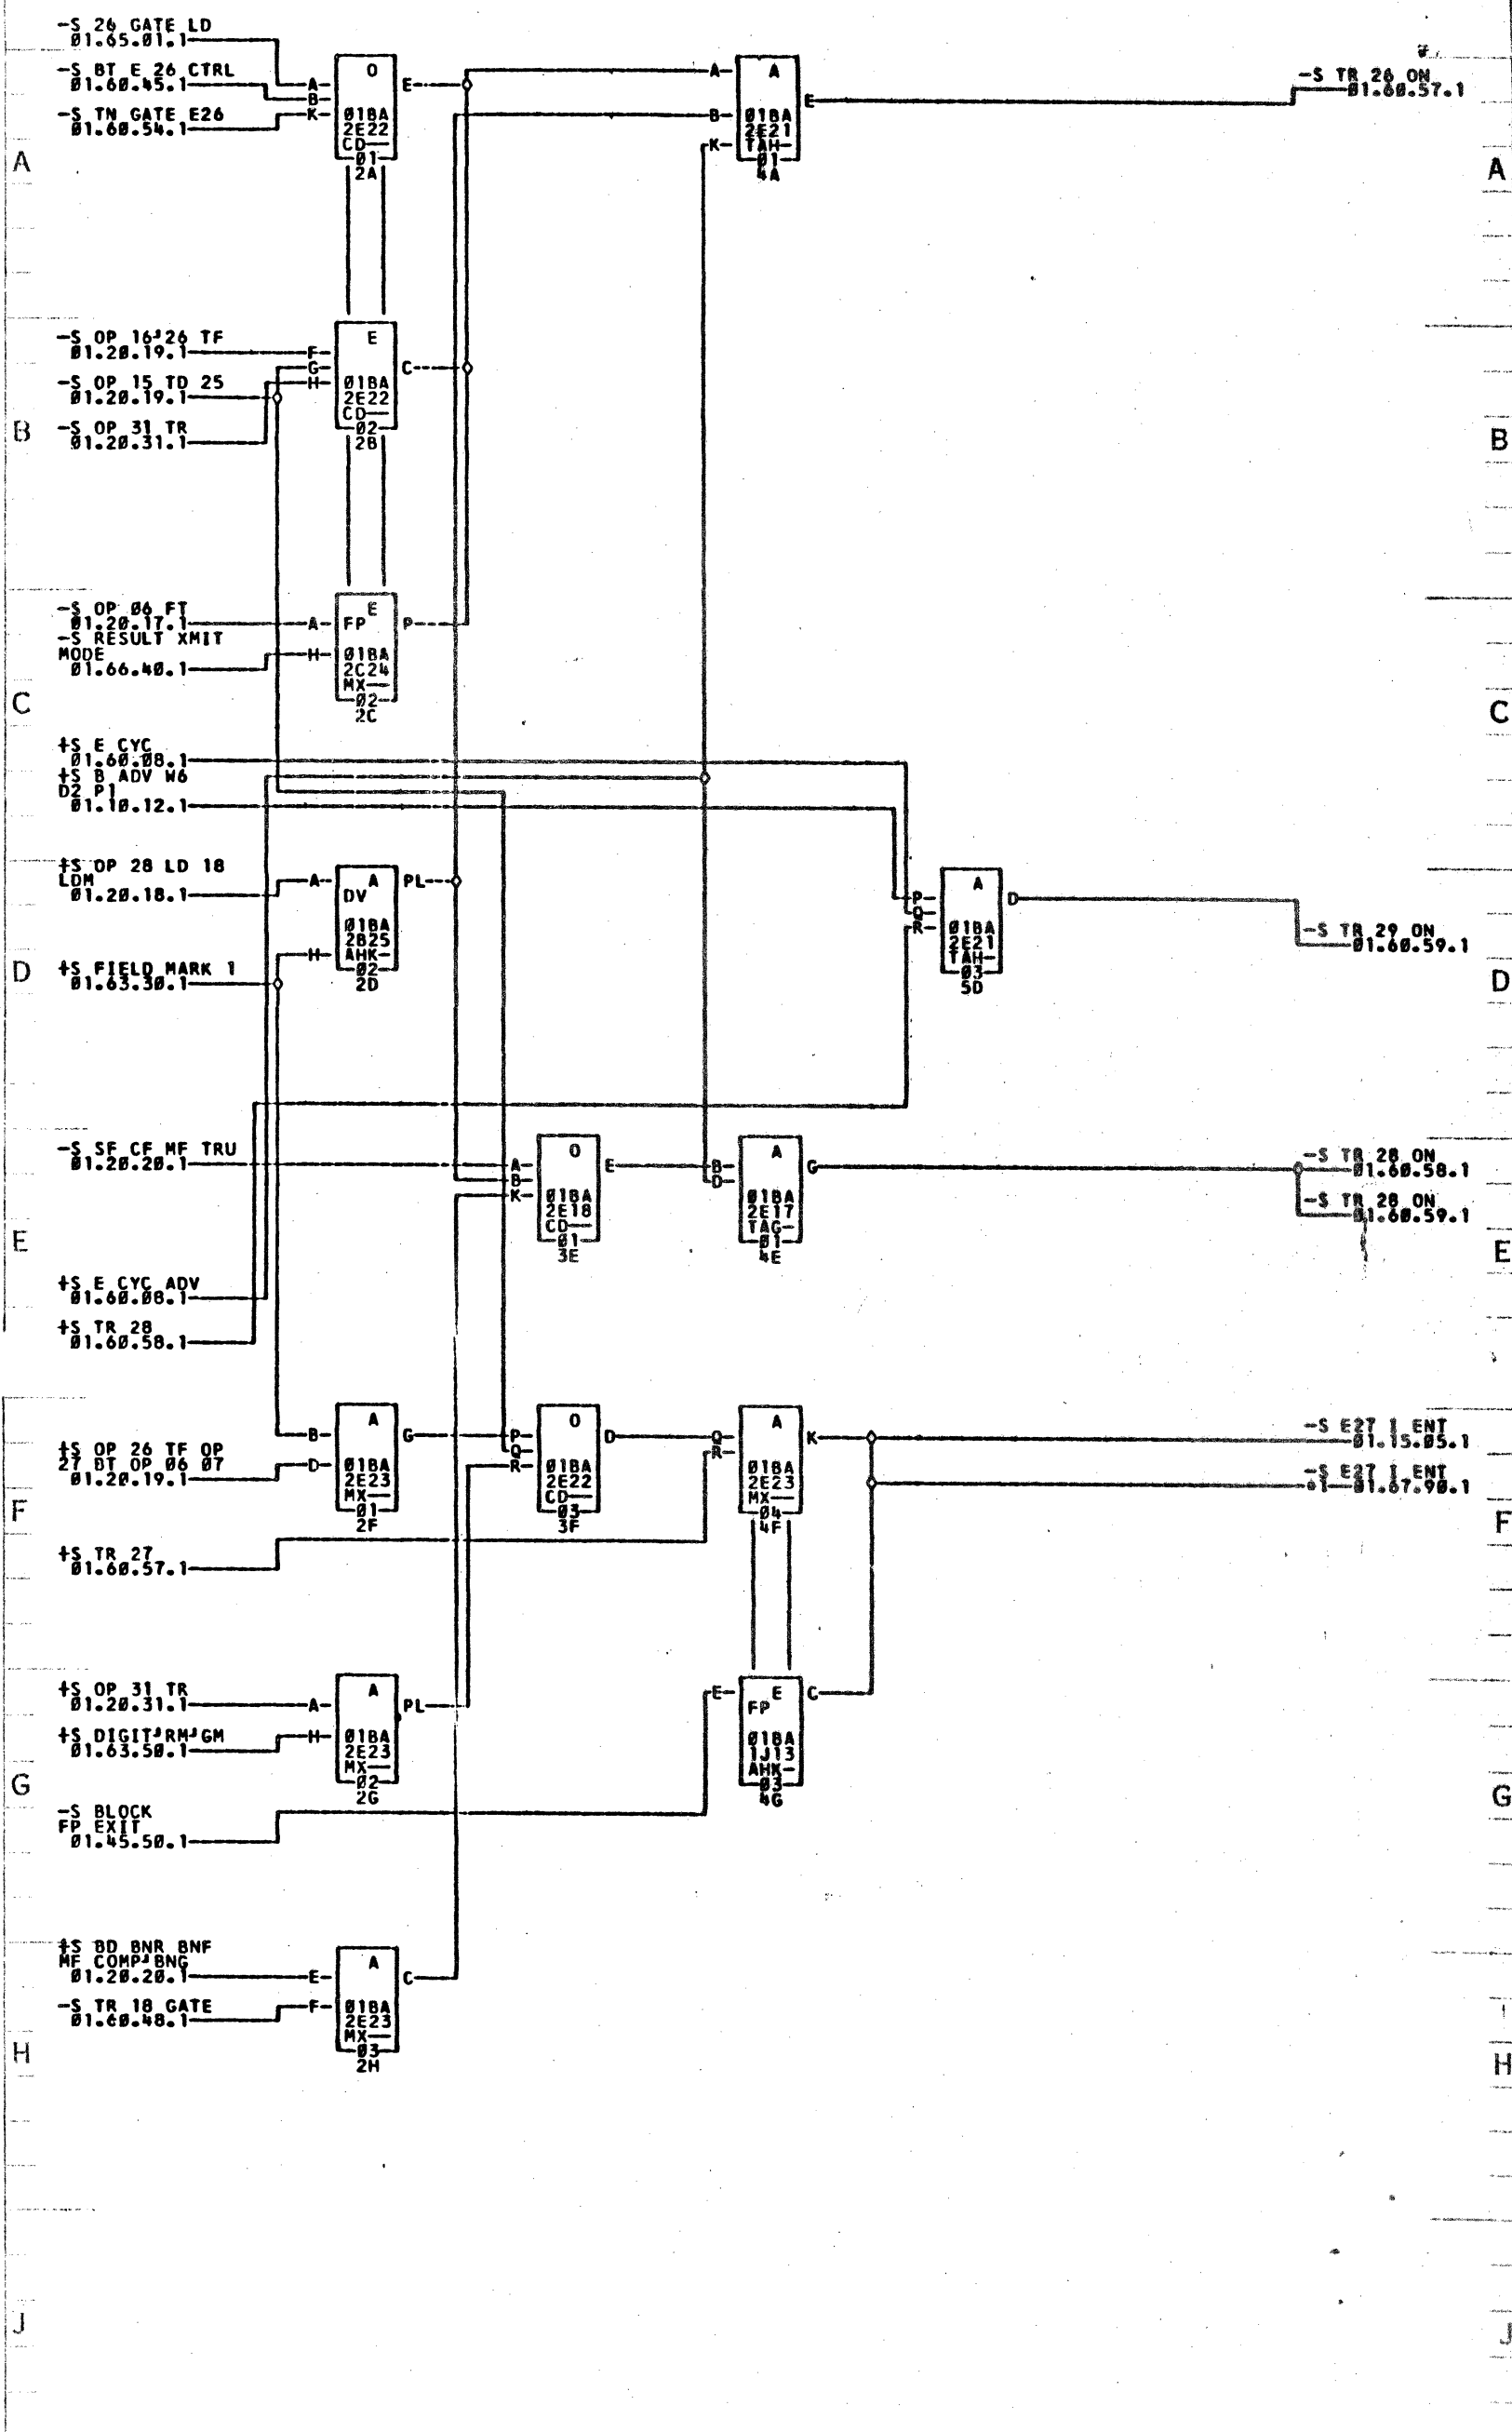 -S 26 GATE LD
01.65.01.1
-S BT E 26 CTRL
01.60.45.1
-S TN GATE E26
01.60.54.1
A B K
O
01BA
2E22
CD
01
2A
E
A B K
A
01BA
2E21
TAH-
01
4A
E
-S TR 26 ON
01.60.57.1
A A
-S OP 16 26 TF
01.20.19.1
-S OP 15 TD 25
01.20.19.1
-S OP 31 TR
01.20.31.1
F G H
E
01BA
2E22
CD
02
2B
C
B B
-S OP 06 FT
01.20.17.1
-S RESULT XMIT
MODE
01.66.40.1
A H
E
FP
01BA
2C24
MX
02
2C
P
C C
+S E CYC
01.60.08.1
+S B ADV W6
D2 P1
01.10.12.1
+S OP 28 LD 18
LDM
01.20.18.1
+S FIELD MARK 1
01.63.30.1
A H
A
DV
01BA
2B25
AHK-
02
2D
PL
P Q R
A
01BA
2E21
TAH-
03
5D
D
-S TR 29 ON
01.60.59.1
D D
-S SF CF MF TRU
01.20.20.1
A B K
O
01BA
2E18
CD
01
3E
E
B D
A
01BA
2E17
TAG-
01
4E
G
-S TR 28 ON
01.60.58.1
-S TR 28 ON
01.60.59.1
E E
+S E CYC ADV
01.60.08.1
+S TR 28
01.60.58.1
+S OP 26 TF OP
27 BT OP 06 07
01.20.19.1
B D
A
01BA
2E23
MX
01
2F
G
P Q R
O
01BA
2E22
CD
03
3F
D
Q R
A
01BA
2E23
MX
04
4F
K
-S E27 I ENT
01.15.05.1
-S E27 I ENT
01.67.90.1
F F
+S TR 27
01.60.57.1
+S OP 31 TR
01.20.31.1
+S DIGIT RM GM
01.63.50.1
A H
A
01BA
2E23
MX
02
2G
PL
E
E
FP
01BA
1J13
AHK-
03
4G
C
G G
-S BLOCK
FP EXIT
01.45.50.1
+S BD BNR BNF
MF COMP BNG
01.20.20.1
-S TR 18 GATE
01.60.48.1
E F
A
01BA
2E23
MX
03
2H
C
H H
J J